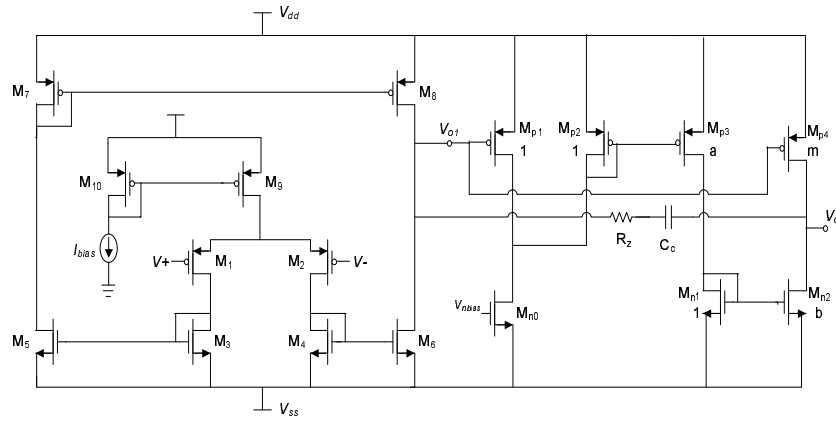 Vdd
M7
M8
Vo1
Mp1
1
Mp2
1
Mp3
a
Mp4
m
M10
M9
Ibias
V+
M1
M2
V-
Rz
Cc
Vo
Vnbias
Mn0
Mn1
1
Mn2
b
M5
M3
M4
M6
Vss